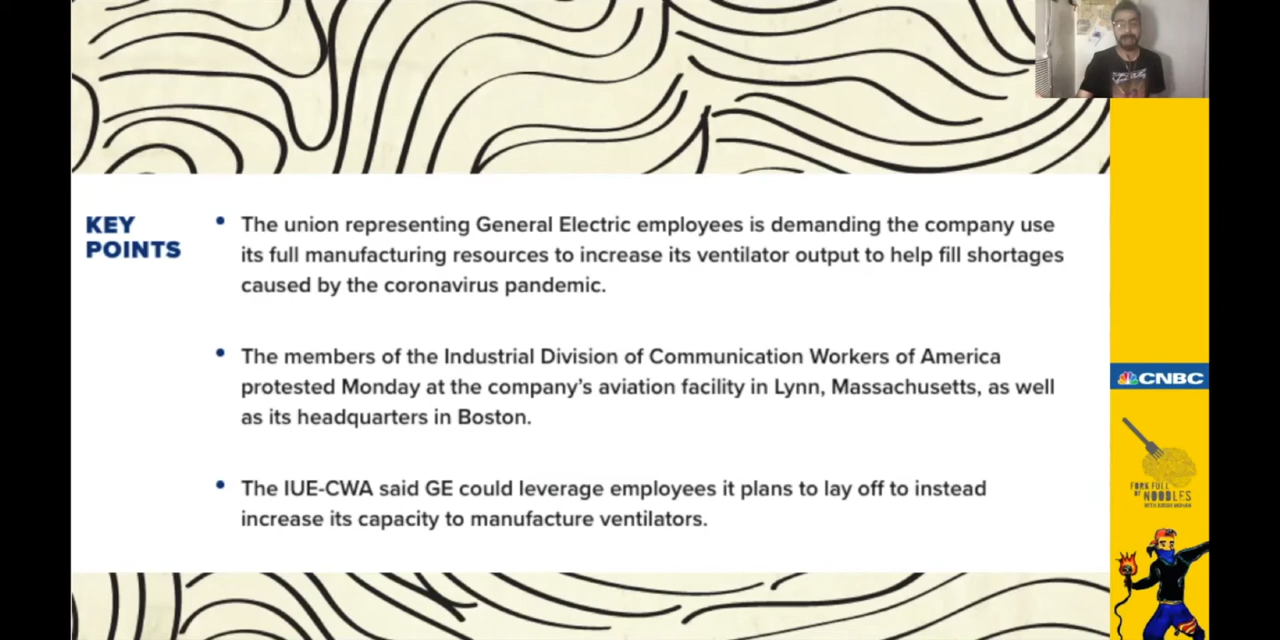 KEY
POINTS
The union representing General Electric employees is demanding the company use
its full manufacturing resources to increase its ventilator output to help fill shortages
caused by the coronavirus pandemic.
The members of the Industrial Division of Communication Workers of America
protested Monday at the company's aviation facility in Lynn, Massachusetts, as well
as its headquarters in Boston.
The IUE-CWA said GE could leverage employees it plans to lay off to instead
increase its capacity to manufacture ventilators.
CNBC
FORK FULL
OF NOODLES